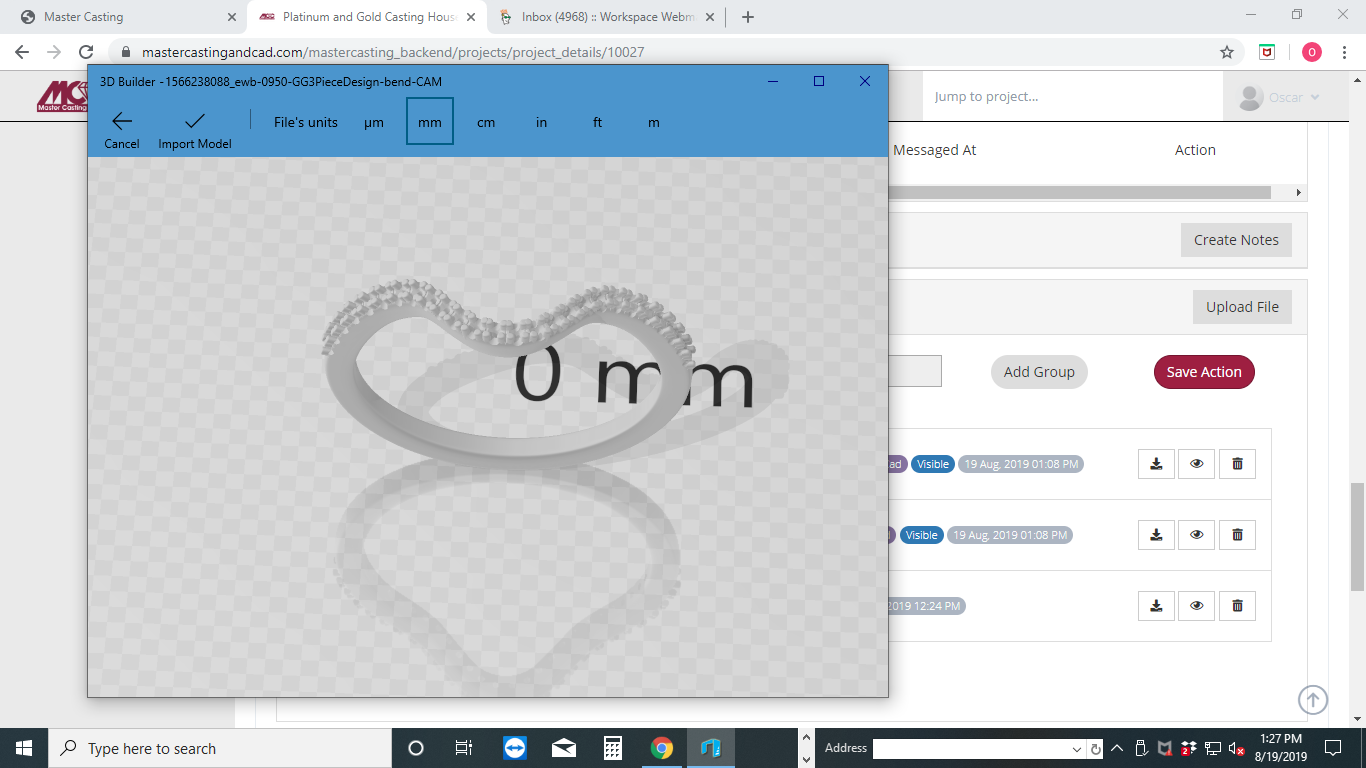 Master Casting
Platinum and Gold Casting Hous
Inbox (4968) :: Workspace Webm
mastercastingandcad.com/mastercasting_backend/projects/project_details/10027
O
3D Builder -1566238088_ewb-0950-GG3PieceDesign-bend-CAM
Master Casting
Jump to project...
Oscar
Cancel
Import Model
File's units µm mm cm in ft m
Messaged At Action
Create Notes
Upload File
0 mm
Add Group Save Action
ad Visible 19 Aug, 2019 01:08 PM
Visible 19 Aug, 2019 01:08 PM
2019 12:24 PM
Type here to search
Address
1:27 PM
8/19/2019